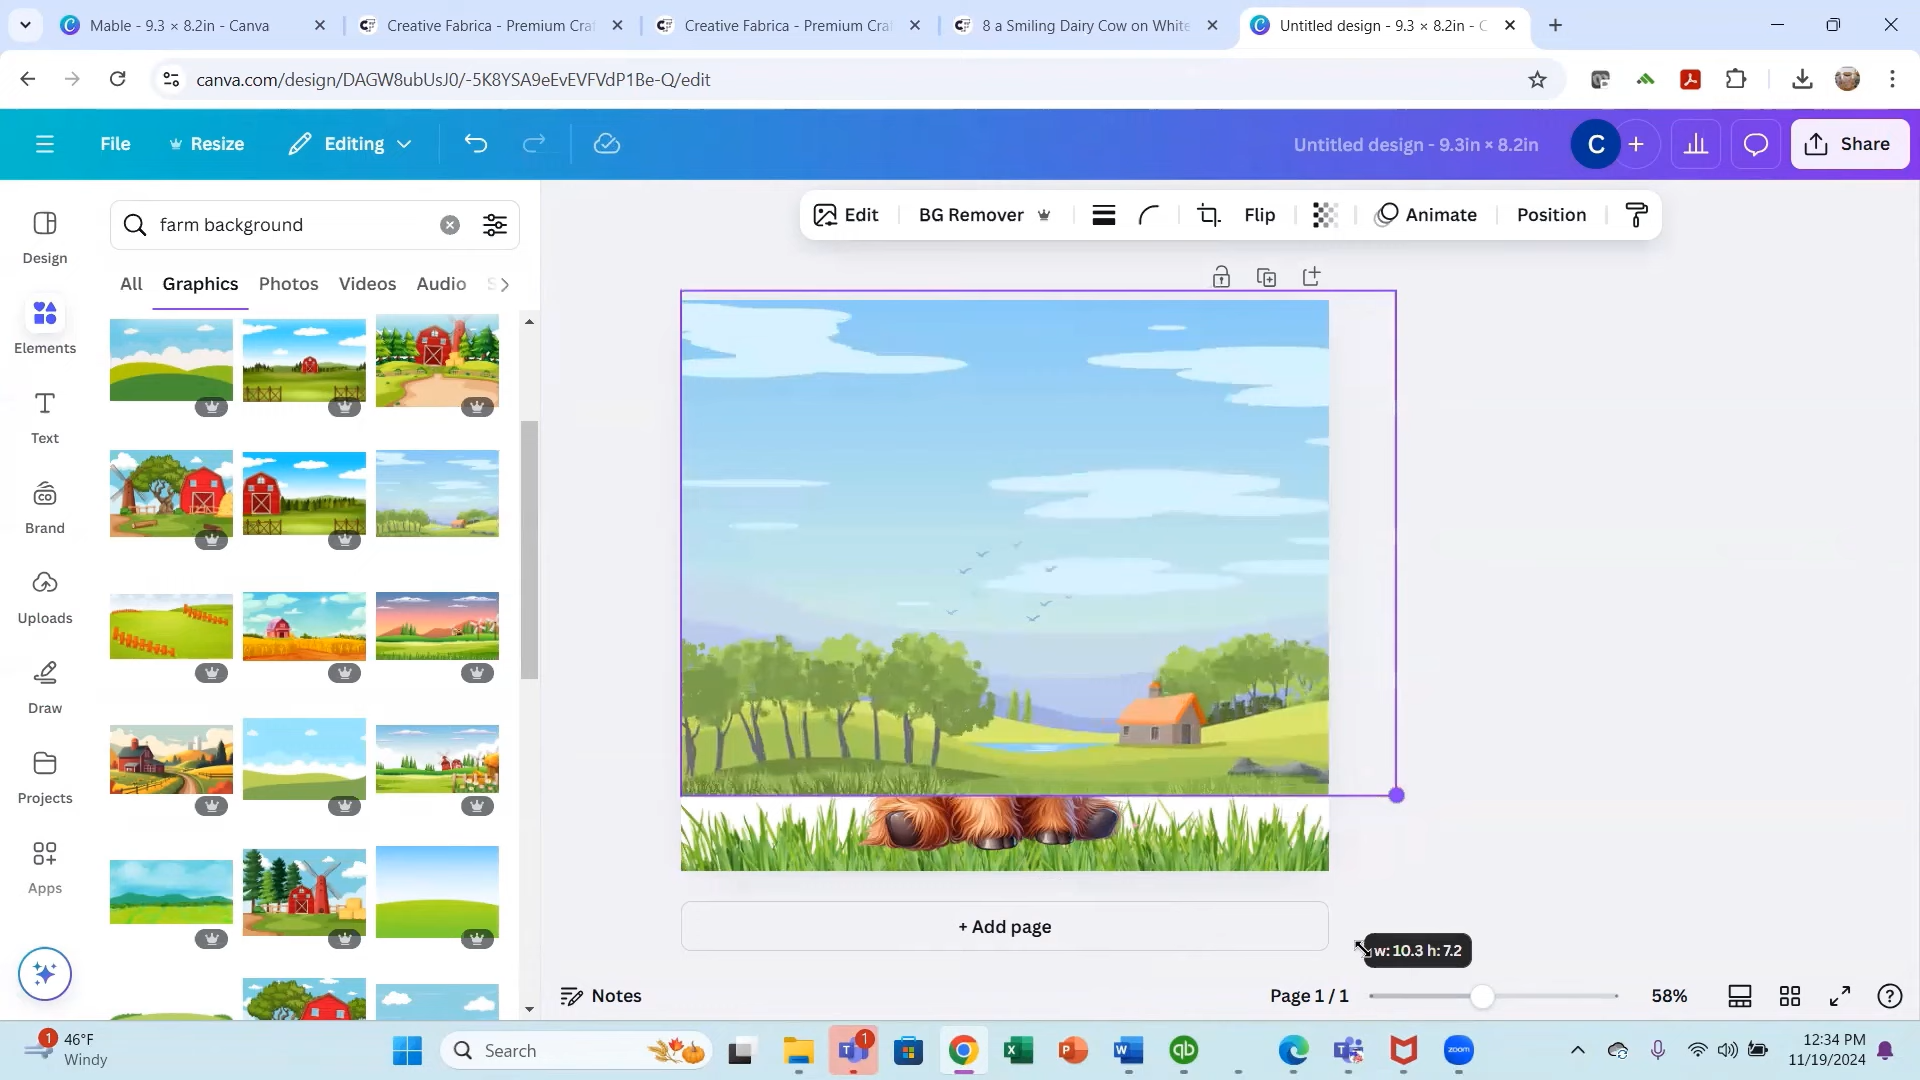 Mable - 9.3 × 8.2in - Canva
Creative Fabrica - Premium Cra
Creative Fabrica - Premium Cra
8 a Smiling Dairy Cow on White
Untitled design - 9.3 × 8.2in - C
canva.com/design/DAGW8ubUsJ0/-5K8YSA9eEvEVFVdP1Be-Q/edit
File
Resize
Editing
Untitled design - 9.3in × 8.2in
C
Share
Design
Elements
Text
Brand
Uploads
Draw
Projects
Apps
farm background
All
Graphics
Photos
Videos
Audio
Edit
BG Remover
Flip
Animate
Position
+ Add page
w: 10.3 h: 7.2
Notes
Page 1 / 1
58%
1
46°F
Windy
Search
1
zoom
12:34 PM
11/19/2024